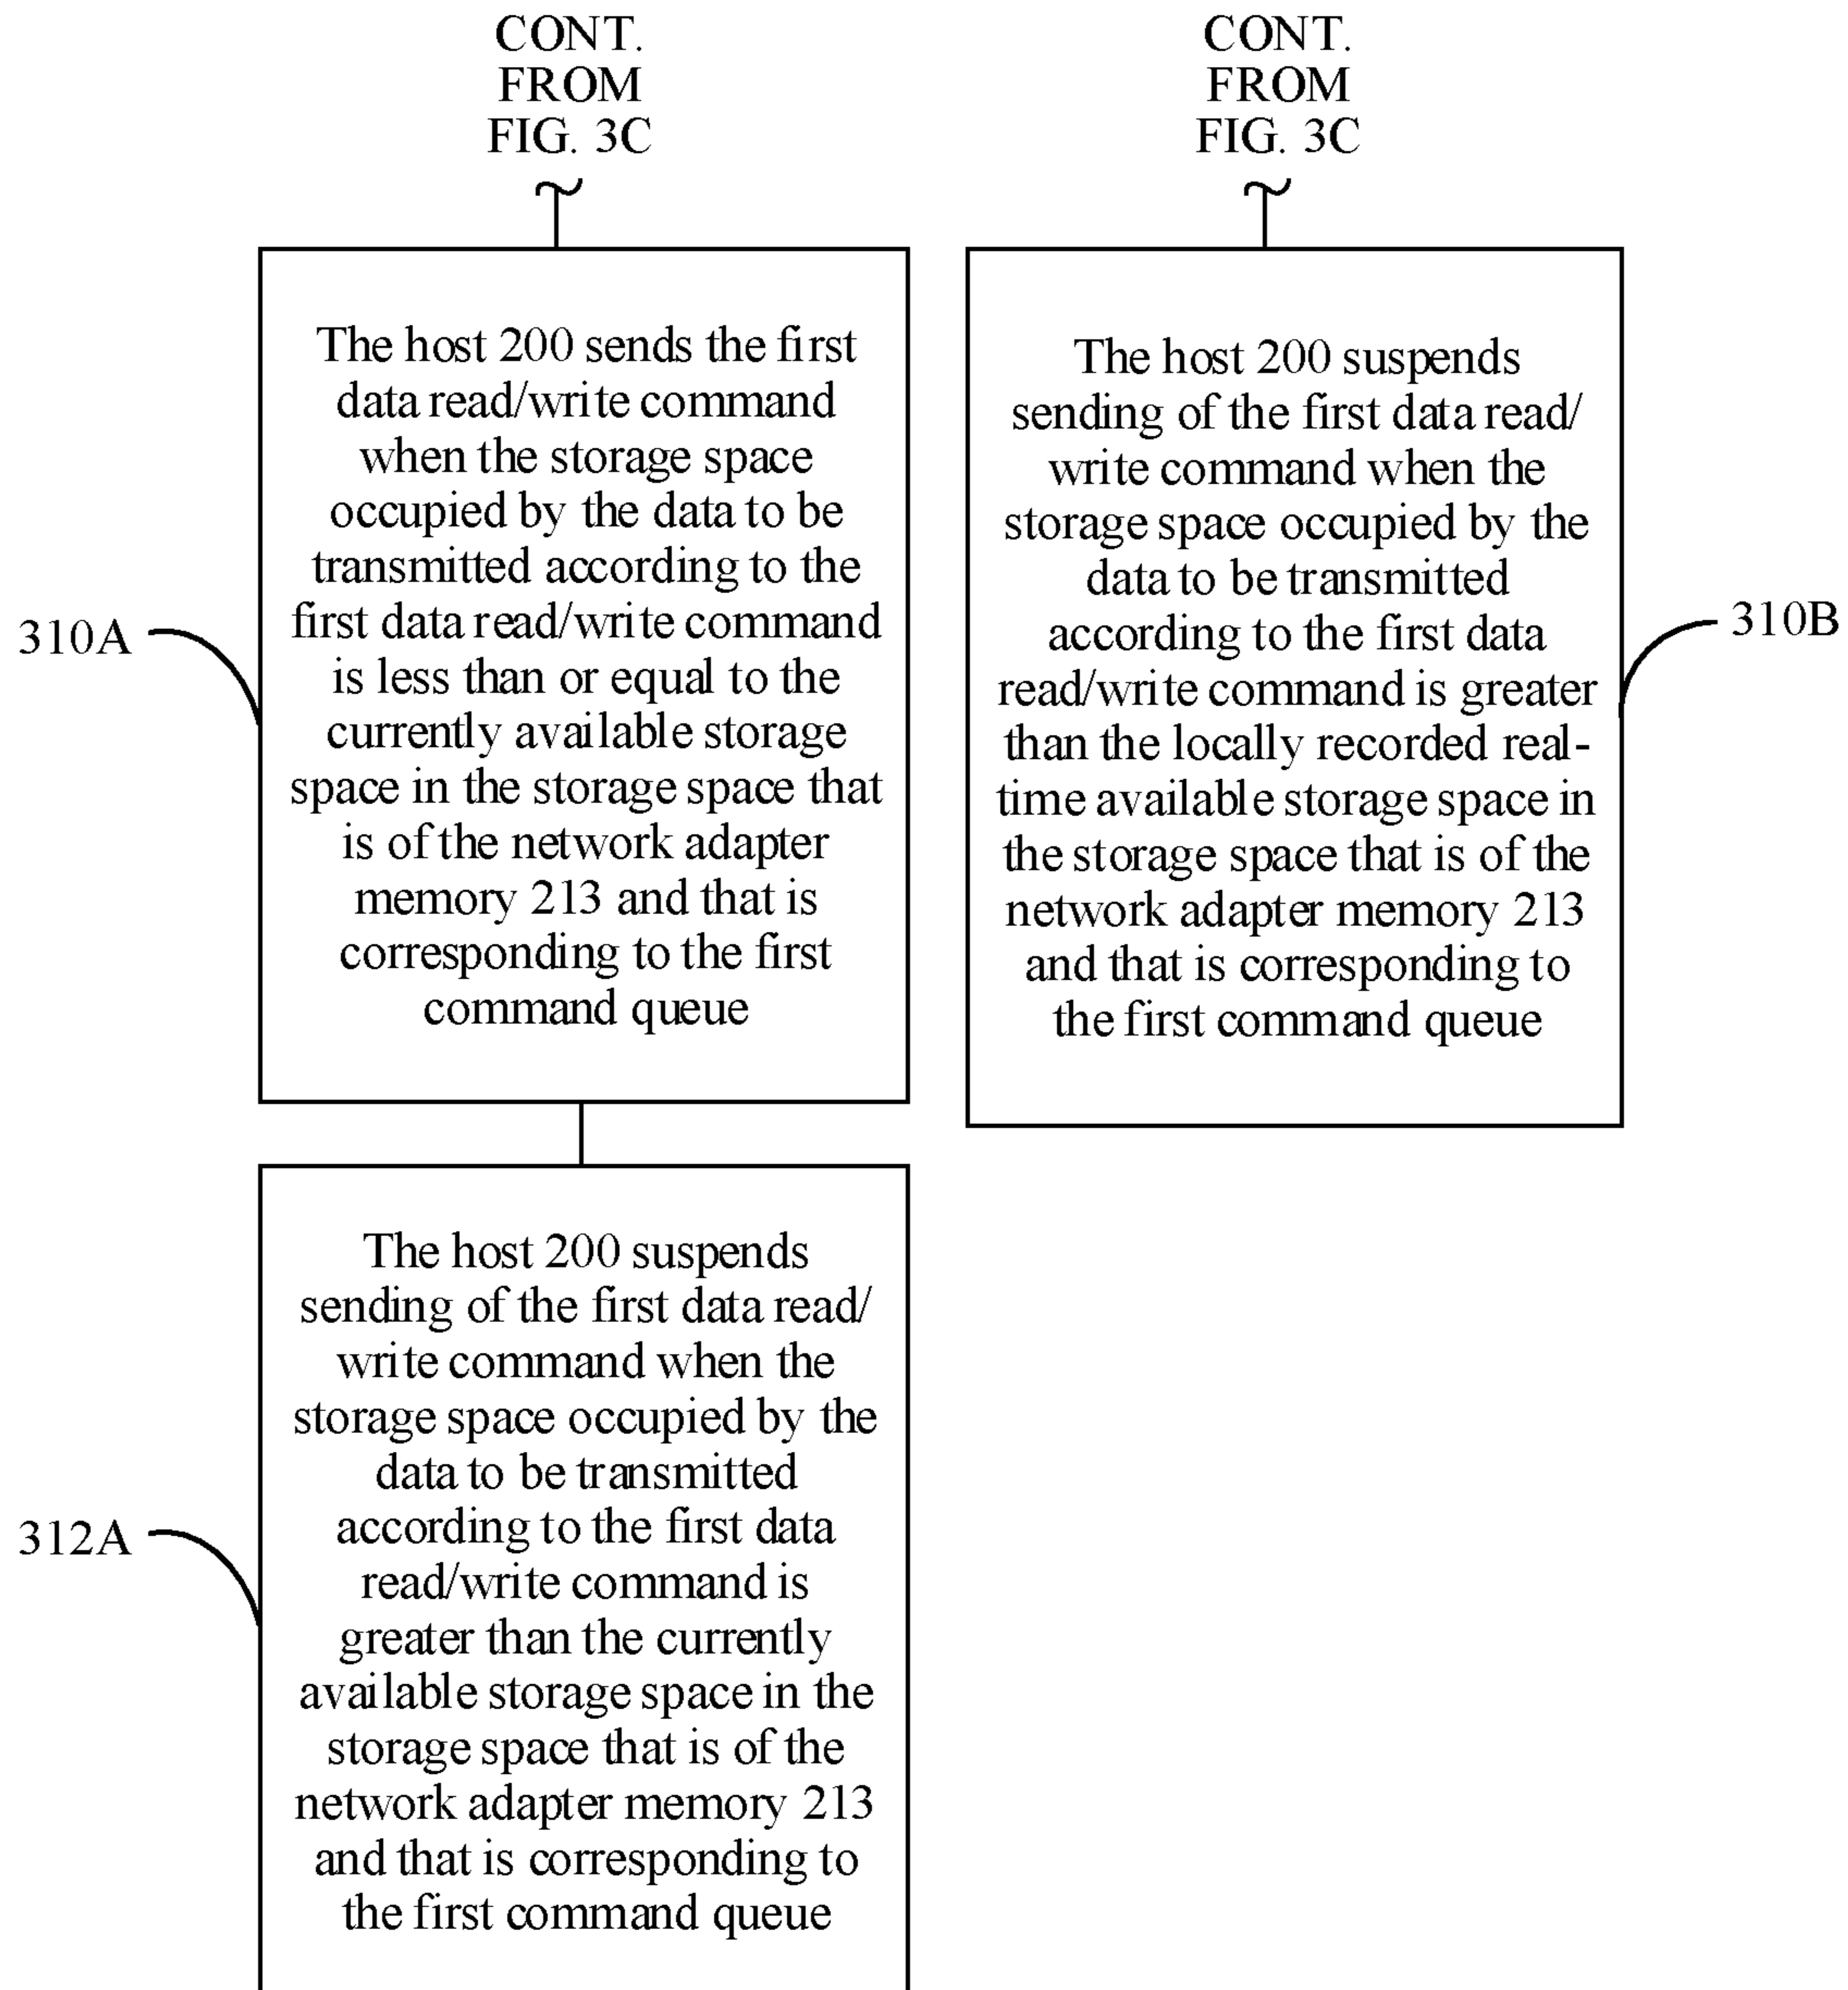 CONT.
FROM
FIG. 3C
CONT.
FROM
FIG. 3C
310A
The host 200 sends the first
data read/write command
when the storage space
occupied by the data to be
transmitted according to the
first data read/write command
is less than or equal to the
currently available storage
space in the storage space that
is of the network adapter
memory 213 and that is
corresponding to the first
command queue
The host 200 suspends
sending of the first data read/
write command when the
storage space occupied by the
data to be transmitted
according to the first data
read/write command is greater
than the locally recorded real-
time available storage space in
the storage space that is of the
network adapter memory 213
and that is corresponding to
the first command queue
310B
312A
The host 200 suspends
sending of the first data read/
write command when the
storage space occupied by the
data to be transmitted
according to the first data
read/write command is
greater than the currently
available storage space in the
storage space that is of the
network adapter memory 213
and that is corresponding to
the first command queue